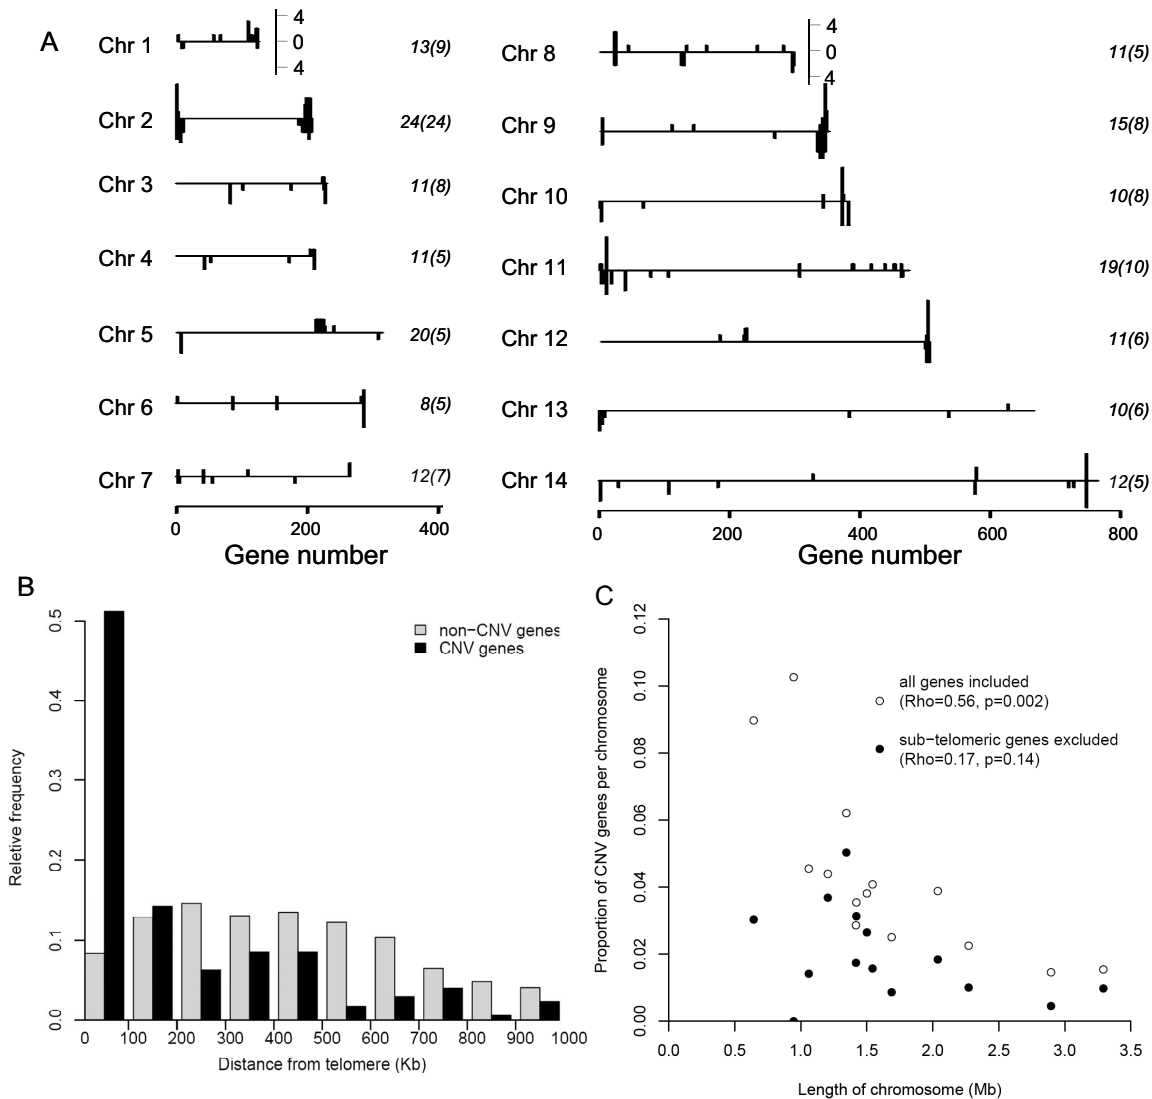 A
Chr 1
4
0
4
13(9)
Chr 2
24(24)
Chr 3
11(8)
Chr 4
11(5)
Chr 5
20(5)
Chr 6
8(5)
Chr 7
12(7)
0 200 400
Gene number
Chr 8
4
0
4
11(5)
Chr 9
15(8)
Chr 10
10(8)
Chr 11
19(10)
Chr 12
11(6)
Chr 13
10(6)
Chr 14
12(5)
0 200 400 600 800
Gene number
B
Reletive frequency
0.5
0.4
0.3
0.2
0.1
0.0
non−CNV genes
CNV genes
0 100 200 300 400 500 600 700 800 900 1000
Distance from telomere (Kb)
C
Proportion of CNV genes per chromosome
0.12
0.10
0.08
0.06
0.04
0.02
0.00
all genes included
(Rho=0.56, p=0.002)
sub−telomeric genes excluded
(Rho=0.17, p=0.14)
0.0 0.5 1.0 1.5 2.0 2.5 3.0 3.5
Length of chromosome (Mb)